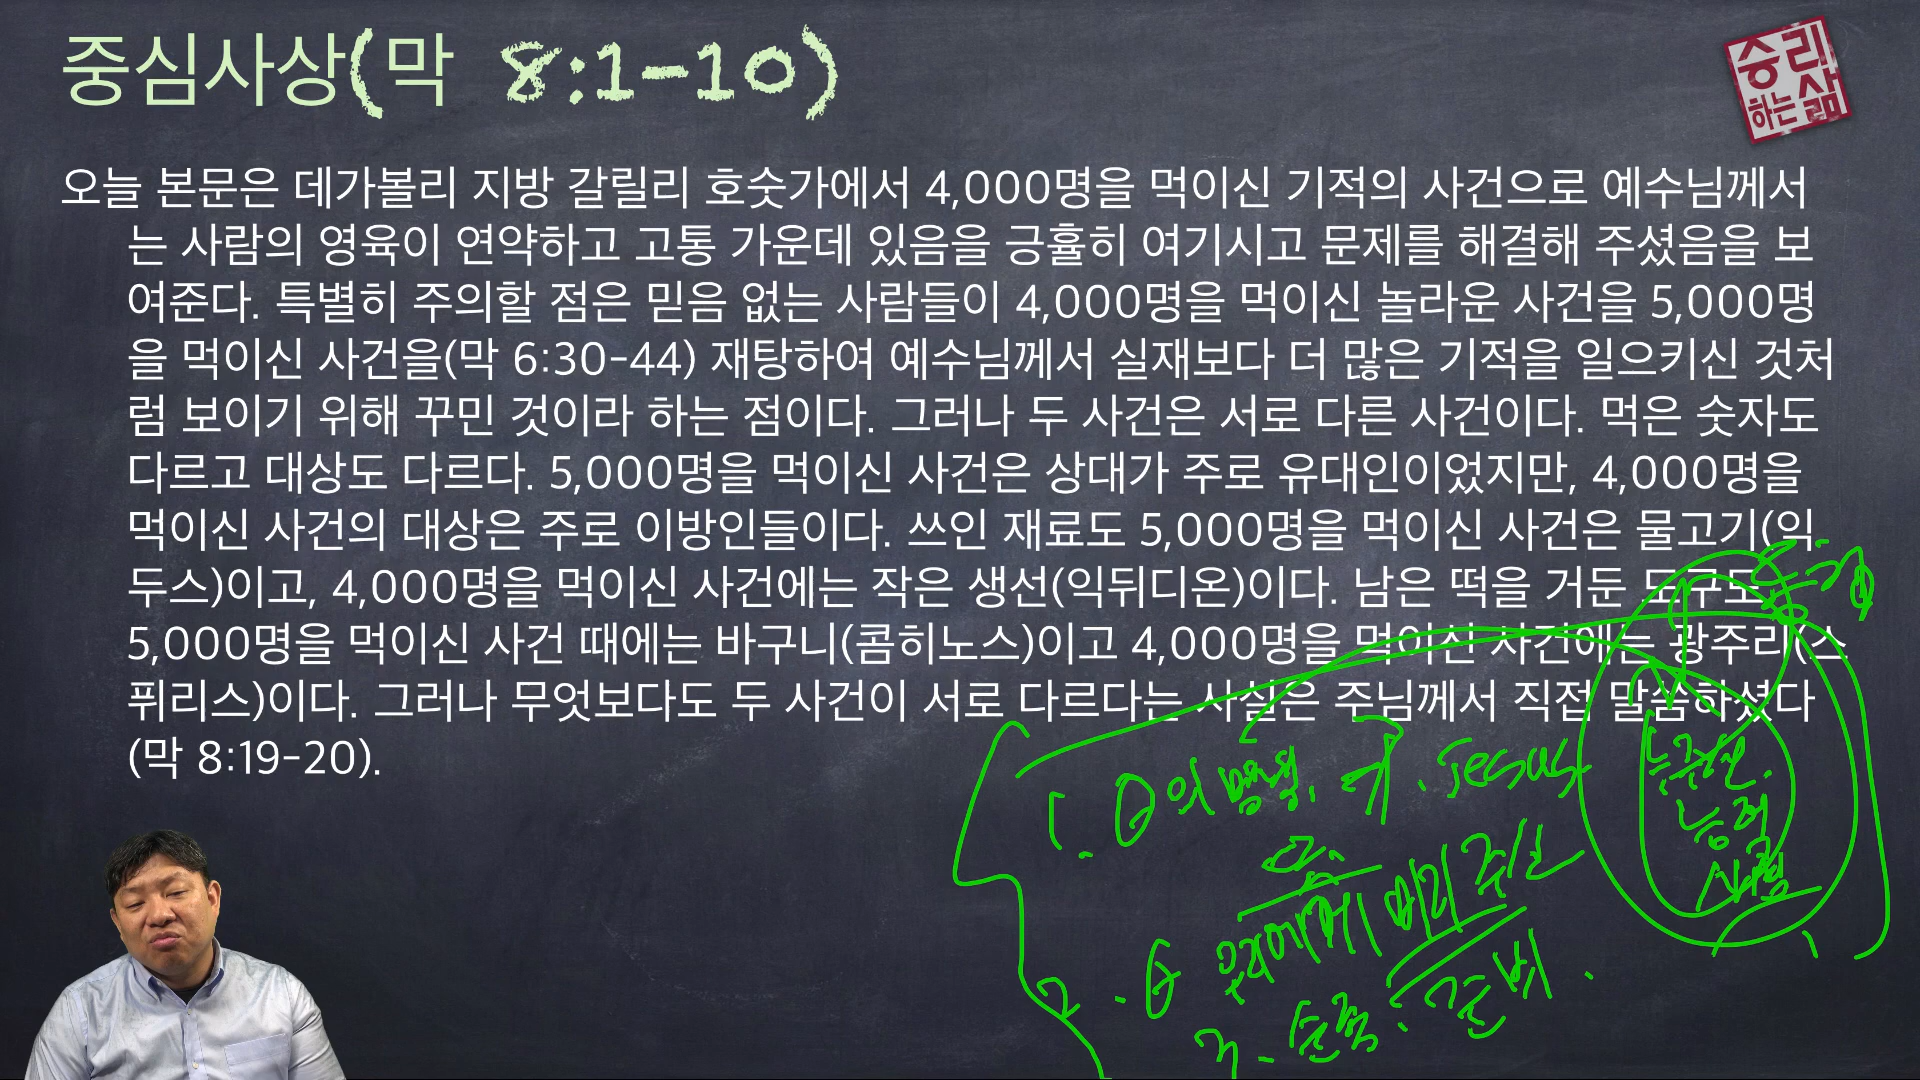 중심사상(막 8:1-10)
승리
하는 삶
오늘 본문은 데가볼리 지방 갈릴리 호숫가에서 4,000명을 먹이신 기적의 사건으로 예수님께서
는 사람의 영육이 연약하고 고통 가운데 있음을 긍휼히 여기시고 문제를 해결해 주셨음을 보
여준다. 특별히 주의할 점은 믿음 없는 사람들이 4,000명을 먹이신 놀라운 사건을 5,000명
을 먹이신 사건을(막 6:30-44) 재탕하여 예수님께서 실재보다 더 많은 기적을 일으키신 것처
럼 보이기 위해 꾸민 것이라 하는 점이다. 그러나 두 사건은 서로 다른 사건이다. 먹은 숫자도
다르고 대상도 다르다. 5,000명을 먹이신 사건은 상대가 주로 유대인이었지만, 4,000명을
먹이신 사건의 대상은 주로 이방인들이다. 쓰인 재료도 5,000명을 먹이신 사건은 물고기(익
두스)이고, 4,000명을 먹이신 사건에는 작은 생선(익뒤디온)이다. 남은 떡을 거둔 도구도
5,000명을 먹이신 사건 때에는 바구니(콤히노스)이고 4,000명을 먹이신 사건에는 광주리(스
퓌리스)이다. 그러나 무엇보다도 두 사건이 서로 다르다는 사실은 주님께서 직접 말씀하셨다
(막 8:19-20).
1. 의 Jesus
순종.
능력
사람
2. 우리에게 미리 주신
3. 순종: 준비.